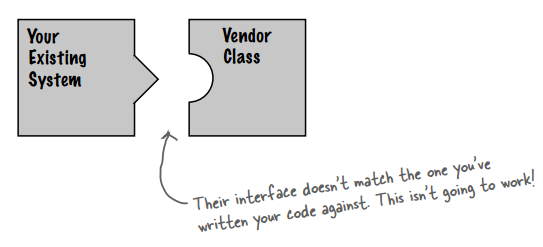 Your
Existing
System
Vendor
Class
Their interface doesn't match the one you've
written your code against. This isn't going to work!